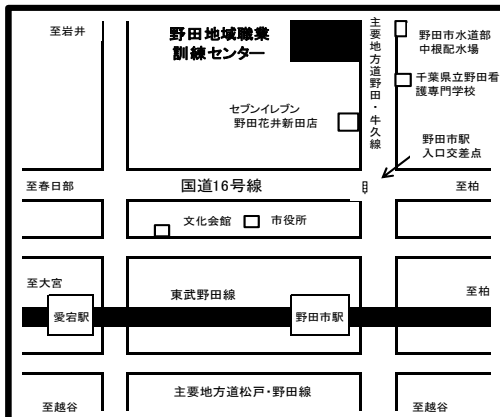 至岩井
野田地域職業
訓練センター
主要地方道野田・牛久線
野田市水道部
中根配水場
千葉県立野田看
護専門学校
セブンイレブン
野田花井新田店
野田市駅
入口交差点
至春日部
国道16号線
至柏
文化会館
市役所
至大宮
東武野田線
至柏
愛宕駅
野田市駅
主要地方道松戸・野田線
至越谷
至越谷